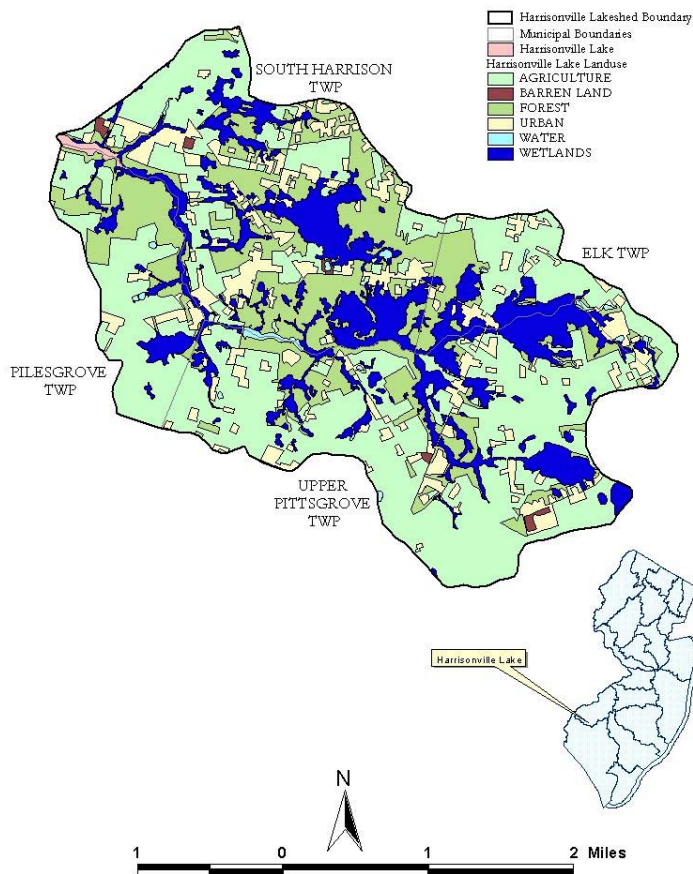 Harrisonville Lakeshed Boundary
Municipal Boundaries
Harrisonville Lake
Harrisonville Lake Landuse
AGRICULTURE
BARREN LAND
FOREST
URBAN
WATER
WETLANDS
SOUTH HARRISON
TWP
ELK TWP
PILESGROVE
TWP
UPPER
PITTSGROVE
TWP
Harrisonville Lake
N
1 0 1 2 Miles